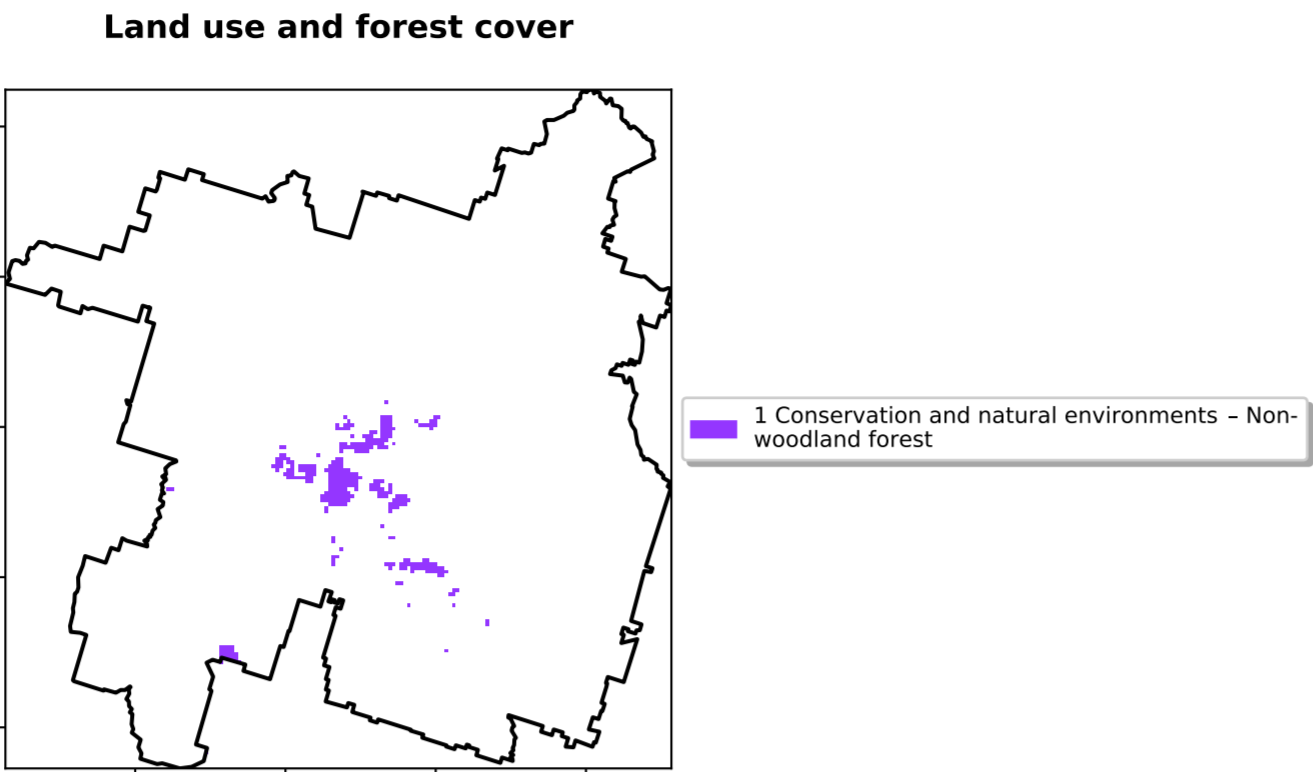 Land use and forest cover
1 Conservation and natural environments – Non-
woodland forest